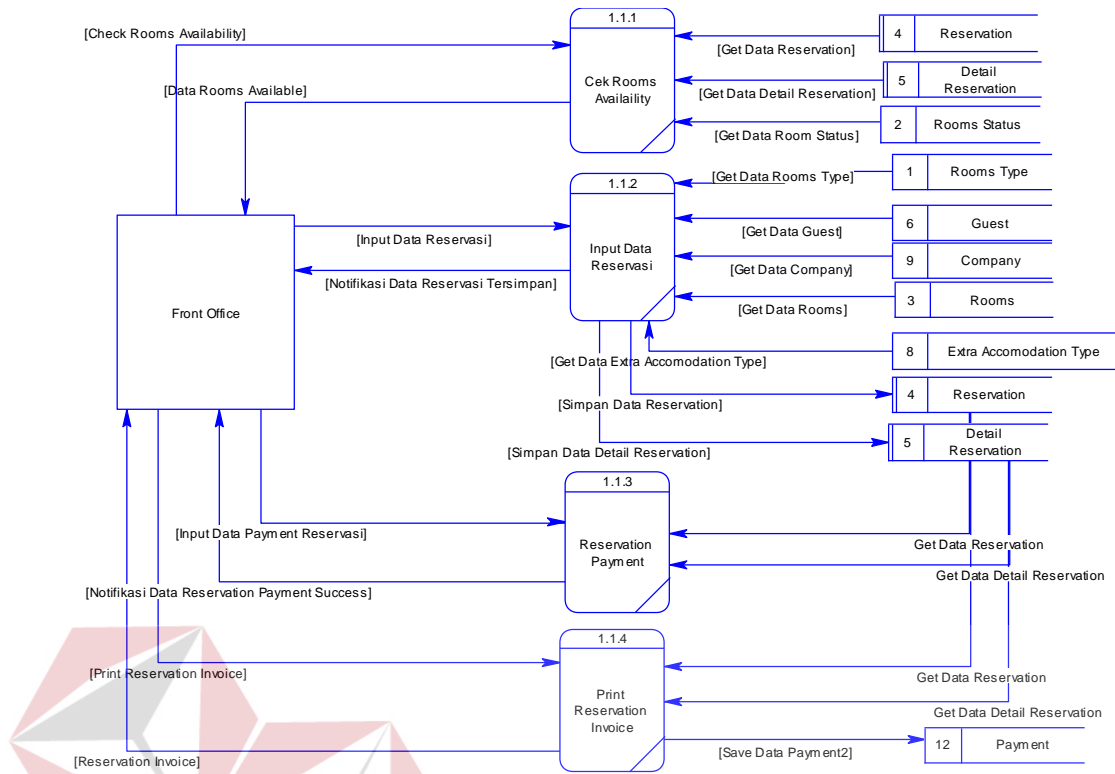 1.1.1
[Check Rooms Availability]
4 Reservation
[Get Data Reservation]
Cek Rooms
Availaility
Detail
5
Reservation
[Data Rooms Available]
[Get Data Detail Reservation]
2 Rooms Status
[Get Data Room Status]
1 Rooms Type
[Get Data Rooms Type]
1.1.2
6 Guest
[Get Data Guest]
[Input Data Reservasi]
Input Data
Reservasi
9 Company
[Get Data Company]
[Notifikasi Data Reservasi Tersimpan]
3 Rooms
[Get Data Rooms]
Front Office
8 Extra Accomodation Type
[Get Data Extra Accomodation Type]
4 Reservation
[Simpan Data Reservation]
Detail
5
Reservation
[Simpan Data Detail Reservation]
1.1.3
[Input Data Payment Reservasi]
Reservation
Payment
Get Data Reservation
Get Data Detail Reservation
[Notifikasi Data Reservation Payment Success]
1.1.4
[Print Reservation Invoice]
Get Data Reservation
Print
Reservation
Invoice
Get Data Detail Reservation
12 Payment
[Save Data Payment2]
[Reservation Invoice]